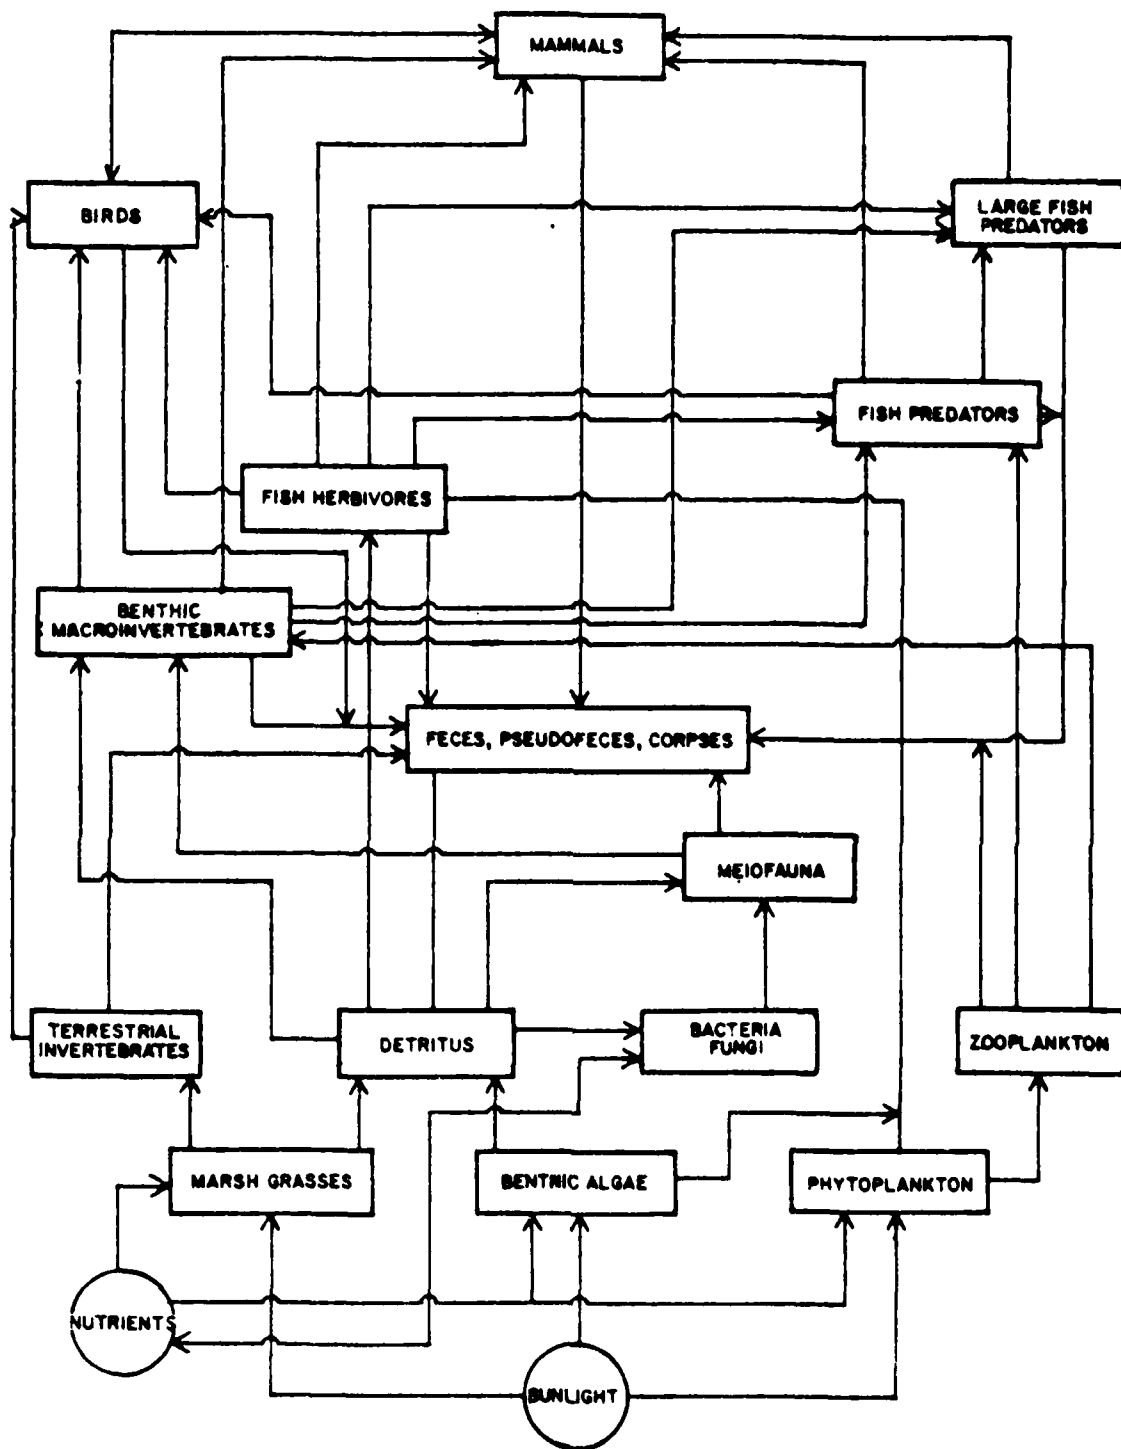 MAMMALS
BIRDS
LARGE FISH
PREDATORS
FISH PREDATORS
FISH HERBIVORES
BENTHIC
MACROINVERTEBRATES
FECES, PSEUDOFECES, CORPSES
MEIOFAUNA
TERRESTRIAL
INVERTEBRATES
DETRITUS
BACTERIA
FUNGI
ZOOPLANKTON
MARSH GRASSES
BENTNIC ALGAE
PHYTOPLANKTON
NUTRIENTS
SUNLIGHT